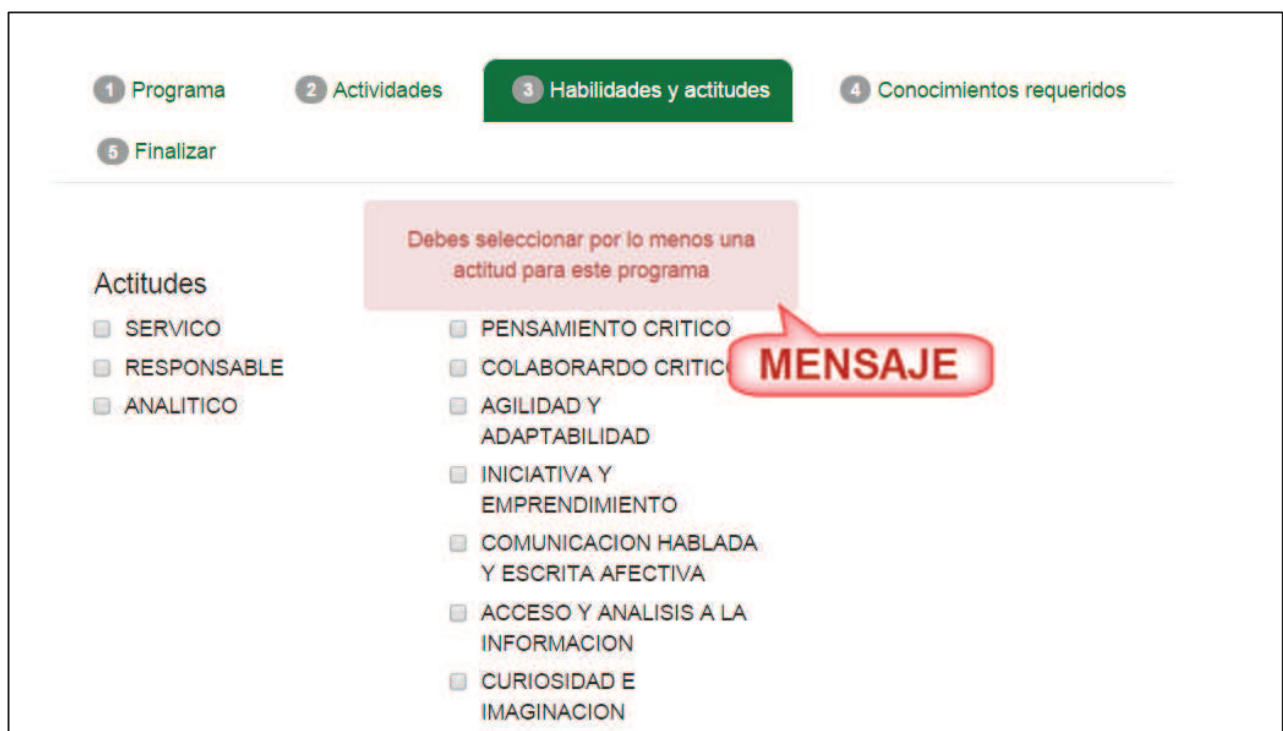 1 Programa
2 Actividades
3 Habilidades y actitudes
4 Conocimientos requeridos
5 Finalizar
Debes seleccionar por lo menos una
actitud para este programa
MENSAJE
Actitudes
SERVICO
RESPONSABLE
ANALITICO
PENSAMIENTO CRITICO
COLABORARDO CRITIC
AGILIDAD Y
ADAPTABILIDAD
INICIATIVA Y
EMPRENDIMIENTO
COMUNICACION HABLADA
Y ESCRITA AFECTIVA
ACCESO Y ANALISIS A LA
INFORMACION
CURIOSIDAD E
IMAGINACION